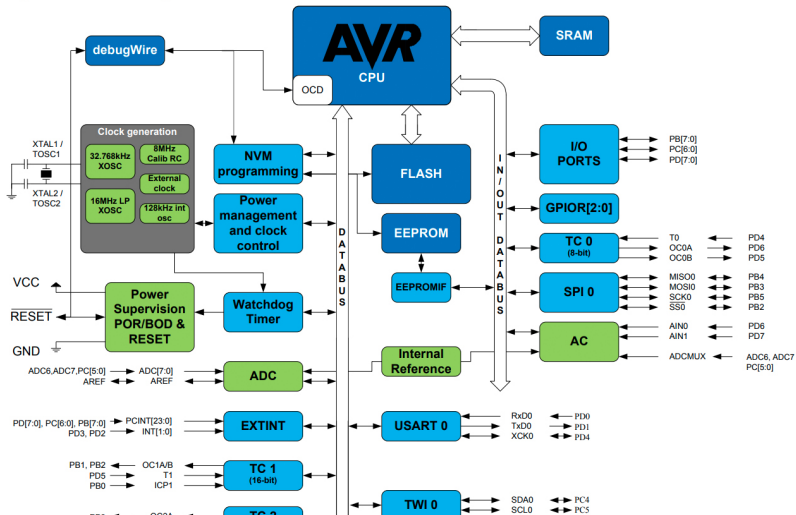 AVR
CPU
OCD
SRAM
debugWire
Clock generation
32.768kHz
XOSC
8MHz
Calib RC
External
clock
16MHz LP
XOSC
128kHz int
osc
XTAL1 /
TOSC1
XTAL2 /
TOSC2
NVM
programming
FLASH
Power
management
and clock
control
EEPROM
EEPROMIF
DATABUS
IN/OUT DATABUS
I/O
PORTS
PB[7:0]
PC[6:0]
PD[7:0]
GPIOR[2:0]
TC 0
(8-bit)
T0 PD4
OC0A PD6
OC0B PD5
SPI 0
MISO0 PB4
MOSI0 PB3
SCK0 PB5
SS0 PB2
AC
AIN0 PD6
AIN1 PD7
ADCMUX ADC6, ADC7
PC[5:0]
VCC
RESET
GND
Power
Supervision
POR/BOD &
RESET
Watchdog
Timer
Internal
Reference
ADC6,ADC7,PC[5:0] ADC[7:0]
AREF AREF
ADC
PD[7:0], PC[6:0], PB[7:0] PCINT[23:0]
PD3, PD2 INT[1:0]
EXTINT
USART 0
RxD0 PD0
TxD0 PD1
XCK0 PD4
PB1, PB2 OC1A/B
PD5 T1
PB0 ICP1
TC 1
(16-bit)
TWI 0
SDA0 PC4
SCL0 PC5